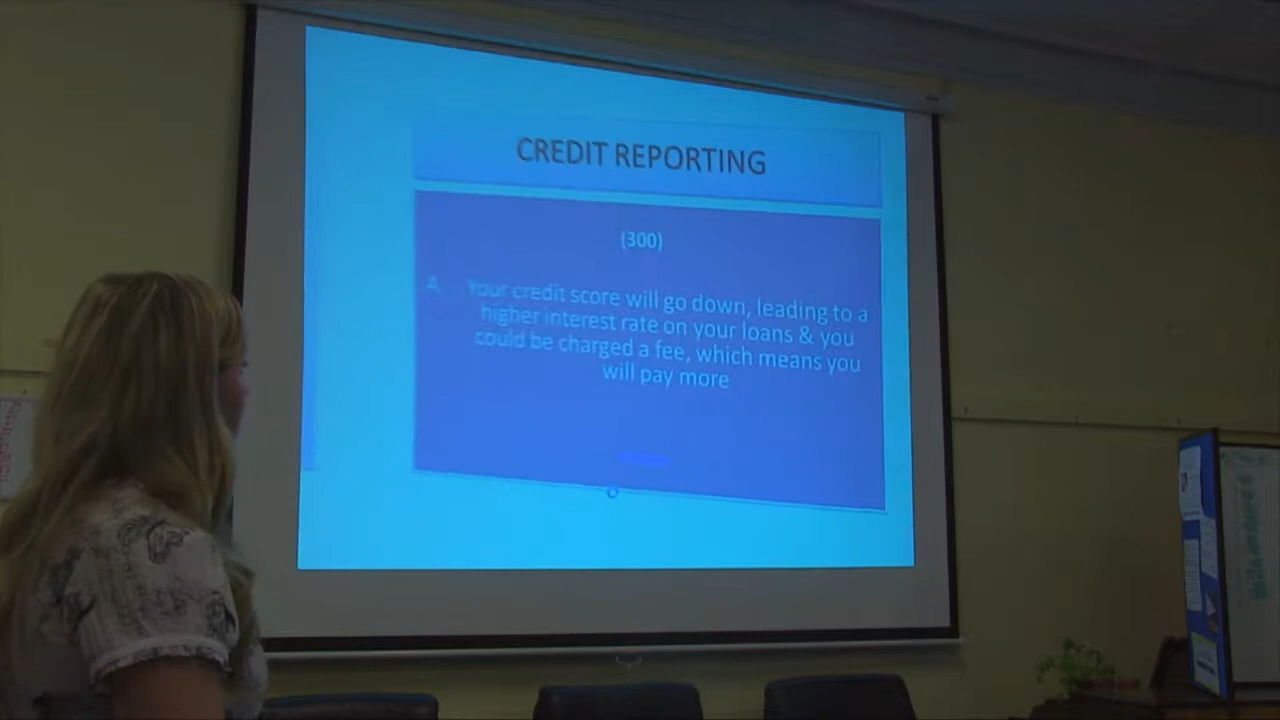 CREDIT REPORTING
(300)
A. Your credit score will go down, leading to a
higher interest rate on your loans & you
could be charged a fee, which means you
will pay more